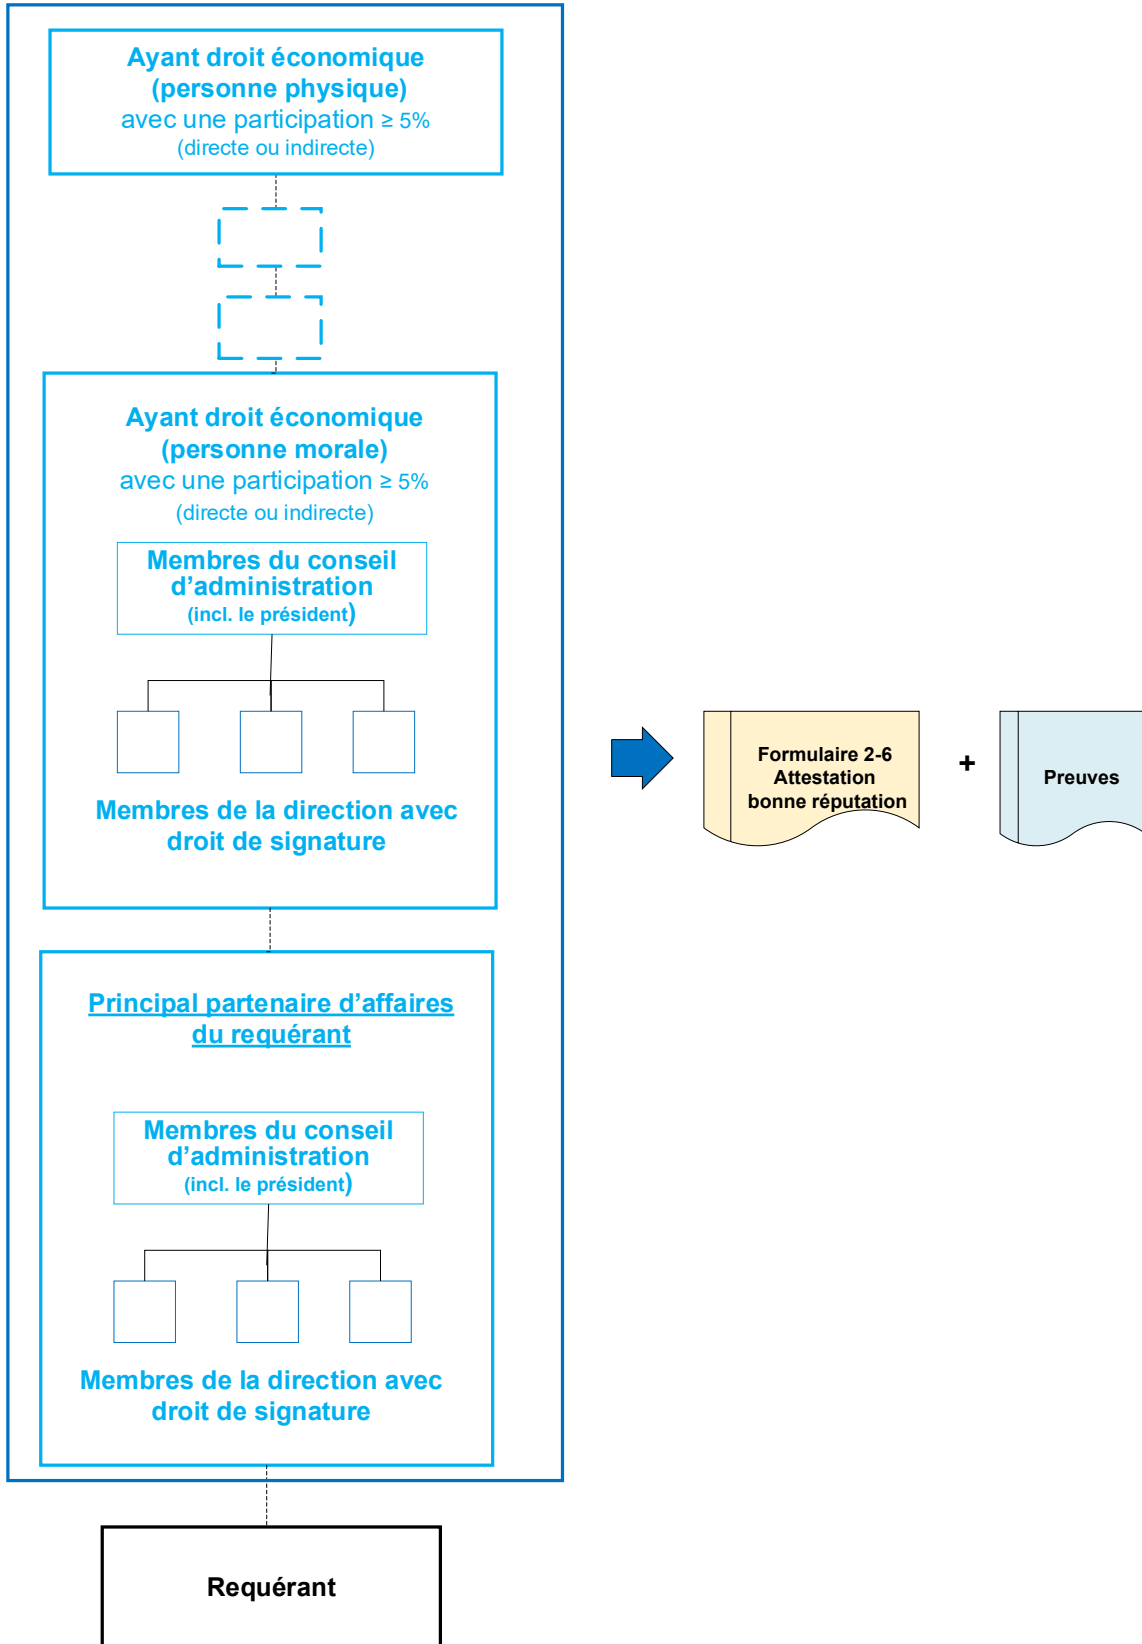 Ayant droit économique
(personne physique)
avec une participation ≥ 5%
(directe ou indirecte)
Ayant droit économique
(personne morale)
avec une participation ≥ 5%
(directe ou indirecte)
Membres du conseil
d’administration
(incl. le président)
Membres de la direction avec
droit de signature
Formulaire 2-6
Attestation
bonne réputation
+
Preuves
Principal partenaire d’affaires
du requérant
Membres du conseil
d’administration
(incl. le président)
Membres de la direction avec
droit de signature
Requérant